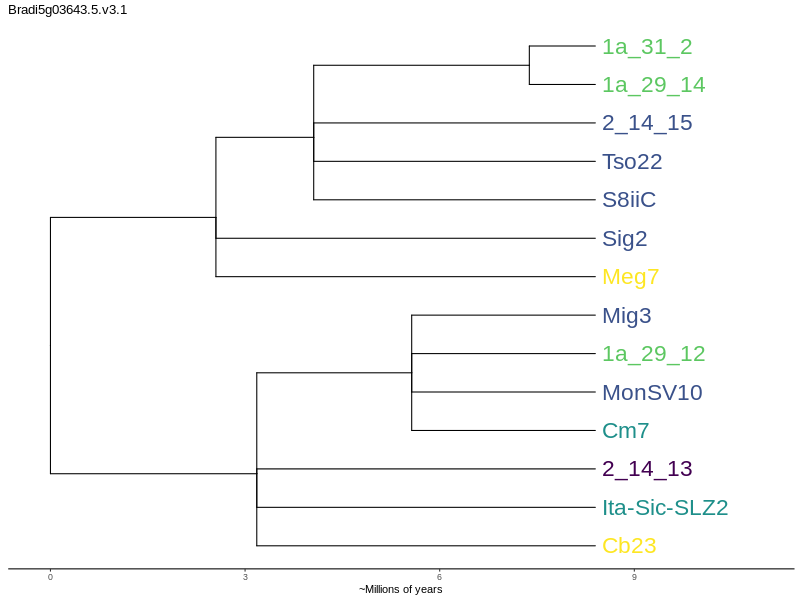 Bradi5g03643.5.v3.1
1a_31_2
1a_29_14
2_14_15
Tso22
S8iiC
Sig2
Meg7
Mig3
1a_29_12
MonSV10
Cm7
2_14_13
Ita-Sic-SLZ2
Cb23
0 3 6 9
~Millions of years